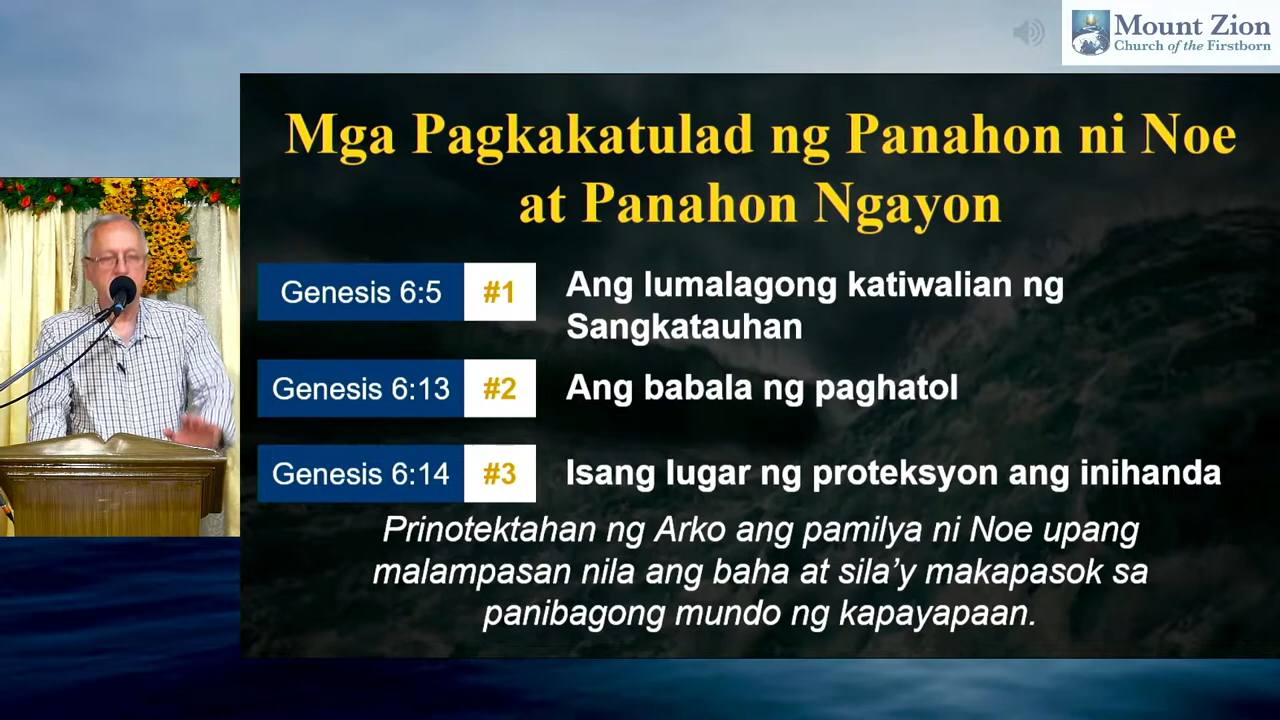 Mount Zion
Church of the Firstborn
Mga Pagkakatulad ng Panahon ni Noe
at Panahon Ngayon
Genesis 6:5 #1 Ang lumalagong katiwalian ng
Sangkatauhan
Genesis 6:13 #2 Ang babala ng paghatol
Genesis 6:14 #3 Isang lugar ng proteksyon ang inihanda
Prinotektahan ng Arko ang pamilya ni Noe upang
malampasan nila ang baha at sila’y makapasok sa
panibagong mundo ng kapayapaan.